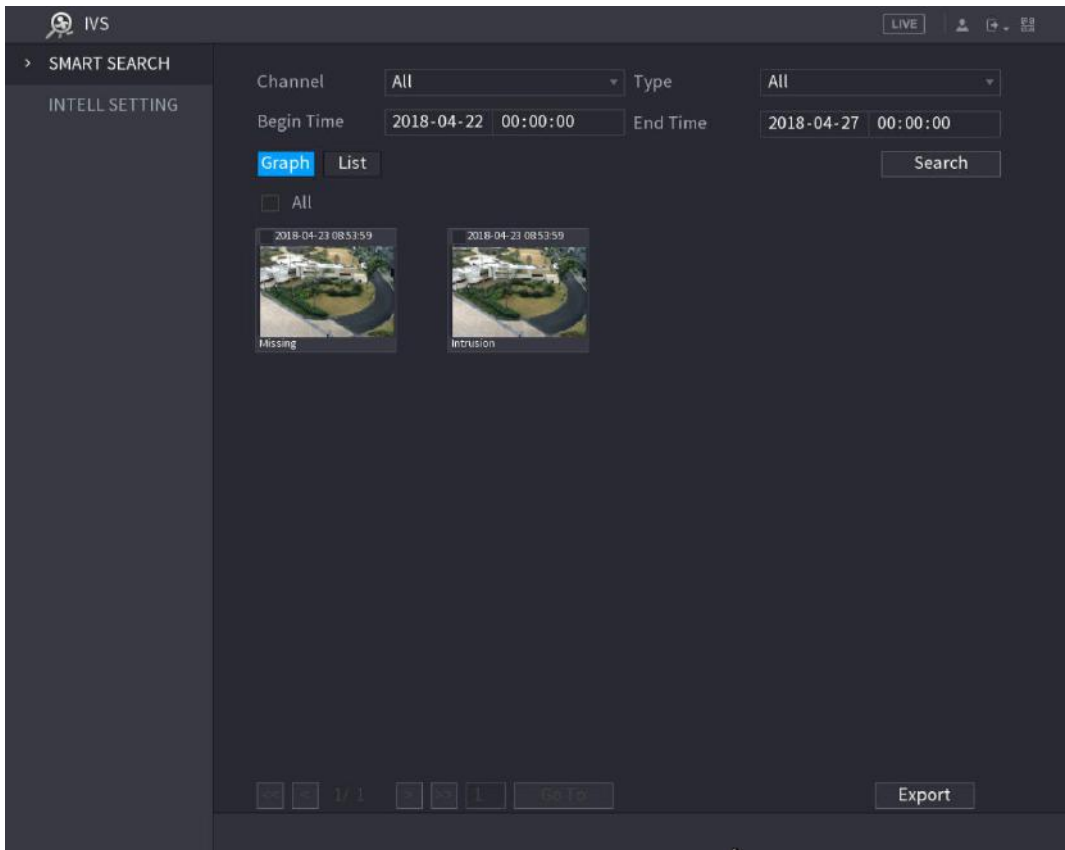 IVS LIVE
SMART SEARCH
INTELL SETTING
Channel All Type All
Begin Time 2018-04-22 00:00:00 End Time 2018-04-27 00:00:00
Graph List Search
All
2018-04-23 08:53:59 2018-04-23 08:53:59
Missing Intrusion
<< < 1/ 1 > >> 1 Go To Export